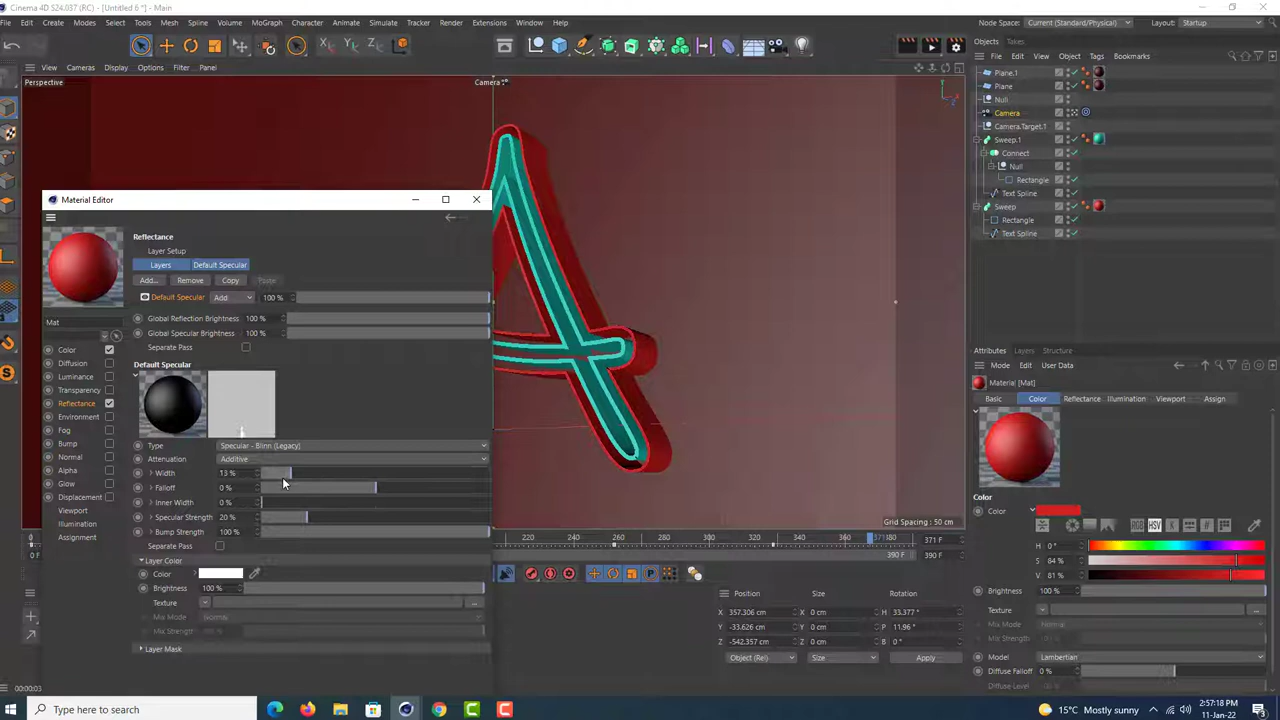 Cinema 4D S24.037 (RC) - [Untitled 6 *] - Main
File Edit Create Modes Select Tools Mesh Spline Volume MoGraph Character Animate Simulate Tracker Render Extensions Window Help
Node Space: Current (Standard/Physical) Layout: Startup
X Y Z
Objects Takes
File Edit View Object Tags Bookmarks
View Cameras Display Options Filter Panel
Perspective
Camera
Plane.1
Plane
Null
Camera
Camera.Target.1
Sweep.1
Connect
Null
Rectangle
Text Spline
Sweep
Rectangle
Text Spline
Material Editor
Reflectance
Layer Setup
Layers Default Specular
Add... Remove Copy Paste
Default Specular Add 100 %
Global Reflection Brightness 100 %
Global Specular Brightness 100 %
Separate Pass
Default Specular
Mat
Color
Diffusion
Luminance
Transparency
Reflectance
Environment
Fog
Bump
Normal
Alpha
Glow
Displacement
Viewport
Illumination
Assignment
Type Specular - Blinn (Legacy)
Attenuation Additive
Width 13 %
Falloff 0 %
Inner Width 0 %
Specular Strength 20 %
Bump Strength 100 %
Separate Pass
Layer Color
Color
Brightness 100 %
Texture
Mix Mode Normal
Mix Strength
Layer Mask
Grid Spacing : 50 cm
210 240 270 300 330 360 371 180 390 371 F
0 F 390 F 390 F
Position Size Rotation
X 357.306 cm X 0 cm H 33.377°
Y -33.626 cm Y 0 cm P 11.96°
Z -542.357 cm Z 0 cm B 0°
Object (Rel) Size Apply
Attributes Layers Structure
Mode Edit User Data
Material [Mat]
Basic Color Reflectance Illumination Viewport Assign
Color
Color
RGB HSV K
H 0°
S 84 %
V 81 %
Brightness 100 %
Texture
Mix Mode Normal
Mix Strength
Model Lambertian
Diffuse Falloff 0 %
Diffuse Level
00:00:03
Type here to search
15°C Mostly sunny
2:57:18 PM
11-Jan-22